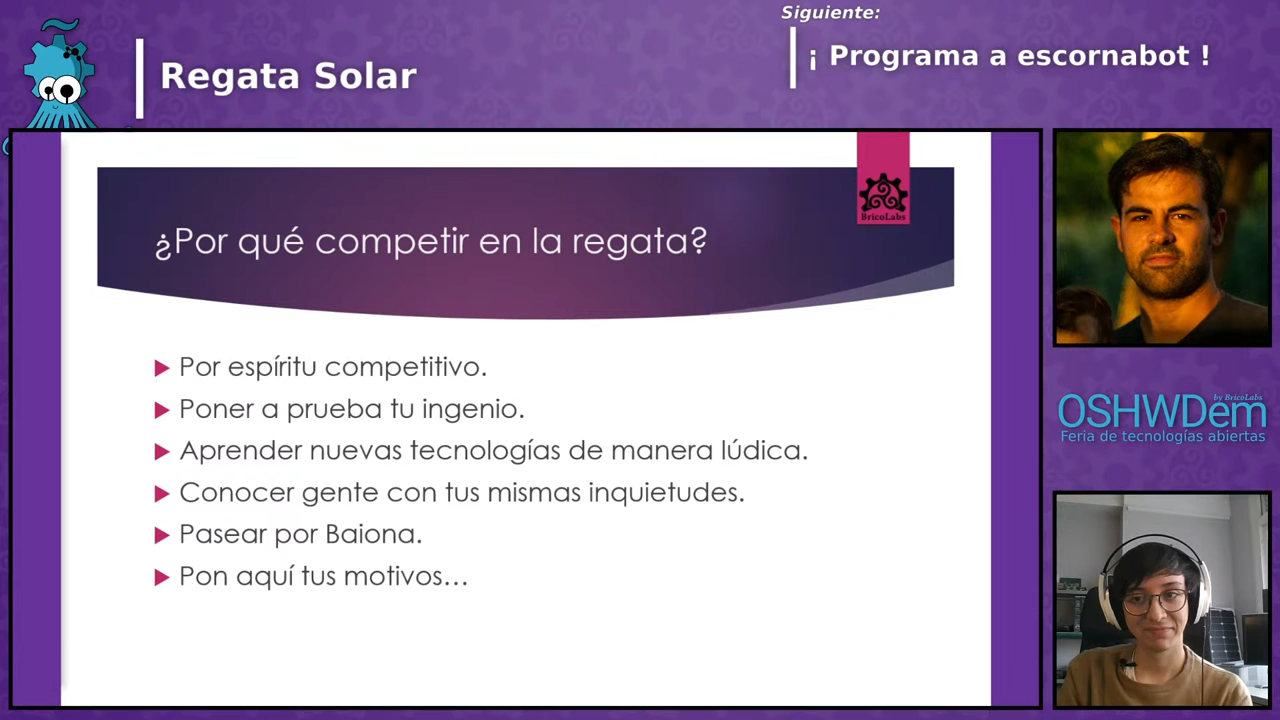 Siguiente:
Regata Solar
¡ Programa a escornabot !
BricoLabs
¿Por qué competir en la regata?
Por espíritu competitivo.
Poner a prueba tu ingenio.
Aprender nuevas tecnologías de manera lúdica.
Conocer gente con tus mismas inquietudes.
Pasear por Baiona.
Pon aquí tus motivos…
by BricoLabs
OSHWDem
Feria de tecnologías abiertas